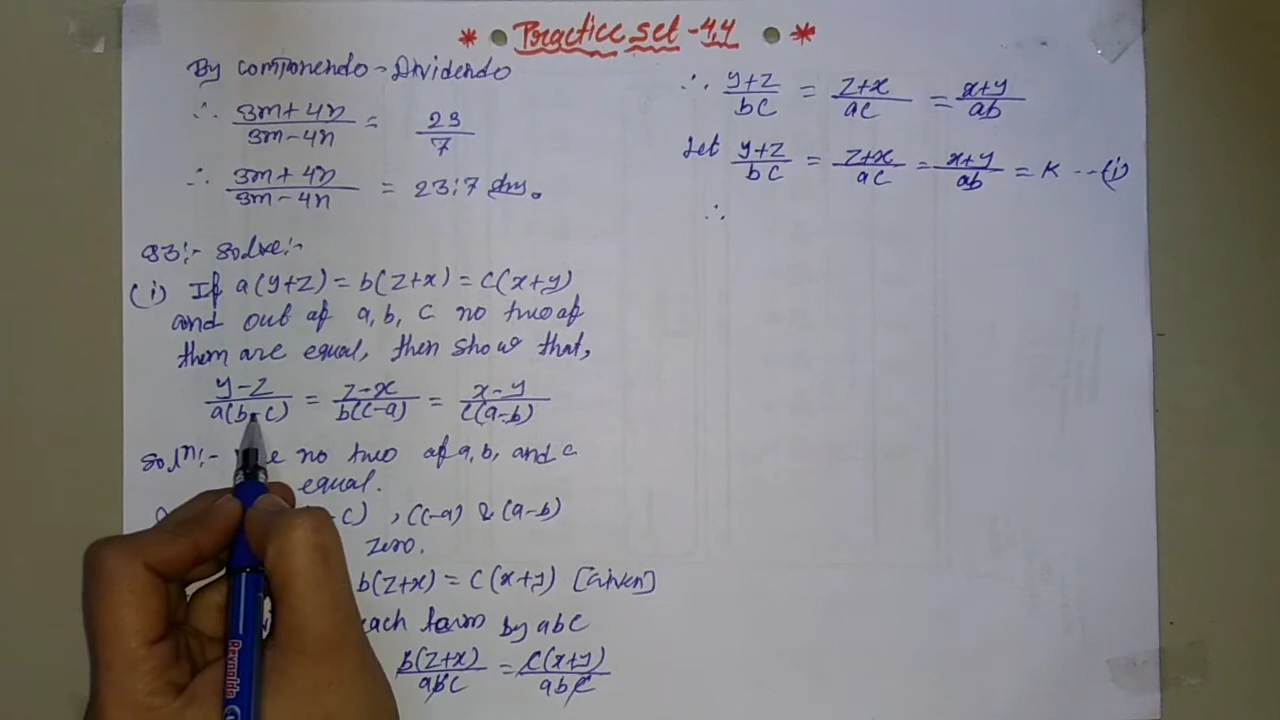 * • Practice set - 4.4 • *
By componendo - Dividendo
∴ 3m+4n / 3m-4n = 23 / 7
∴ 3m+4n / 3m-4n = 23:7 Ans.
Q3:- Solve:-
(i) If a(y+z) = b(z+x) = c(x+y)
and out of a, b, c no two of
them are equal, then show that,
y-z / a(b-c) = z-x / b(c-a) = x-y / c(a-b)
Soln:- no two of a, b, and c
equal.
c) , (c-a) & (a-b)
zero.
b(z+x) = c(x+y) [Given]
each term by abc
b(z+x) / abc = c(x+y) / abc
∴ y+z / bc = z+x / ac = x+y / ab
Let y+z / bc = z+x / ac = x+y / ab = K --(i)
∴
Reynolds